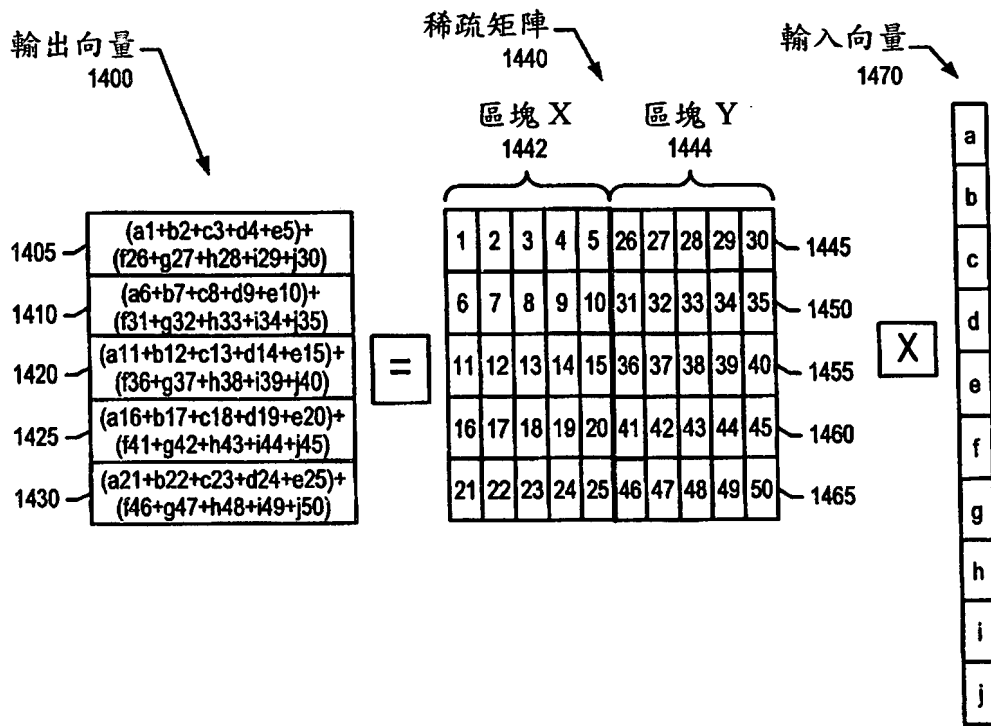 輸出向量
1400
稀疏矩陣
1440
輸入向量
1470
區塊 X
1442
區塊 Y
1444
1405
(a1+b2+c3+d4+e5)+
(f26+g27+h28+i29+j30)
1410
(a6+b7+c8+d9+e10)+
(f31+g32+h33+i34+j35)
1420
(a11+b12+c13+d14+e15)+
(f36+g37+h38+i39+j40)
1425
(a16+b17+c18+d19+e20)+
(f41+g42+h43+i44+j45)
1430
(a21+b22+c23+d24+e25)+
(f46+g47+h48+i49+j50)
=
1 2 3 4 5 26 27 28 29 30 1445
6 7 8 9 10 31 32 33 34 35 1450
11 12 13 14 15 36 37 38 39 40 1455
16 17 18 19 20 41 42 43 44 45 1460
21 22 23 24 25 46 47 48 49 50 1465
X
a
b
c
d
e
f
g
h
i
j